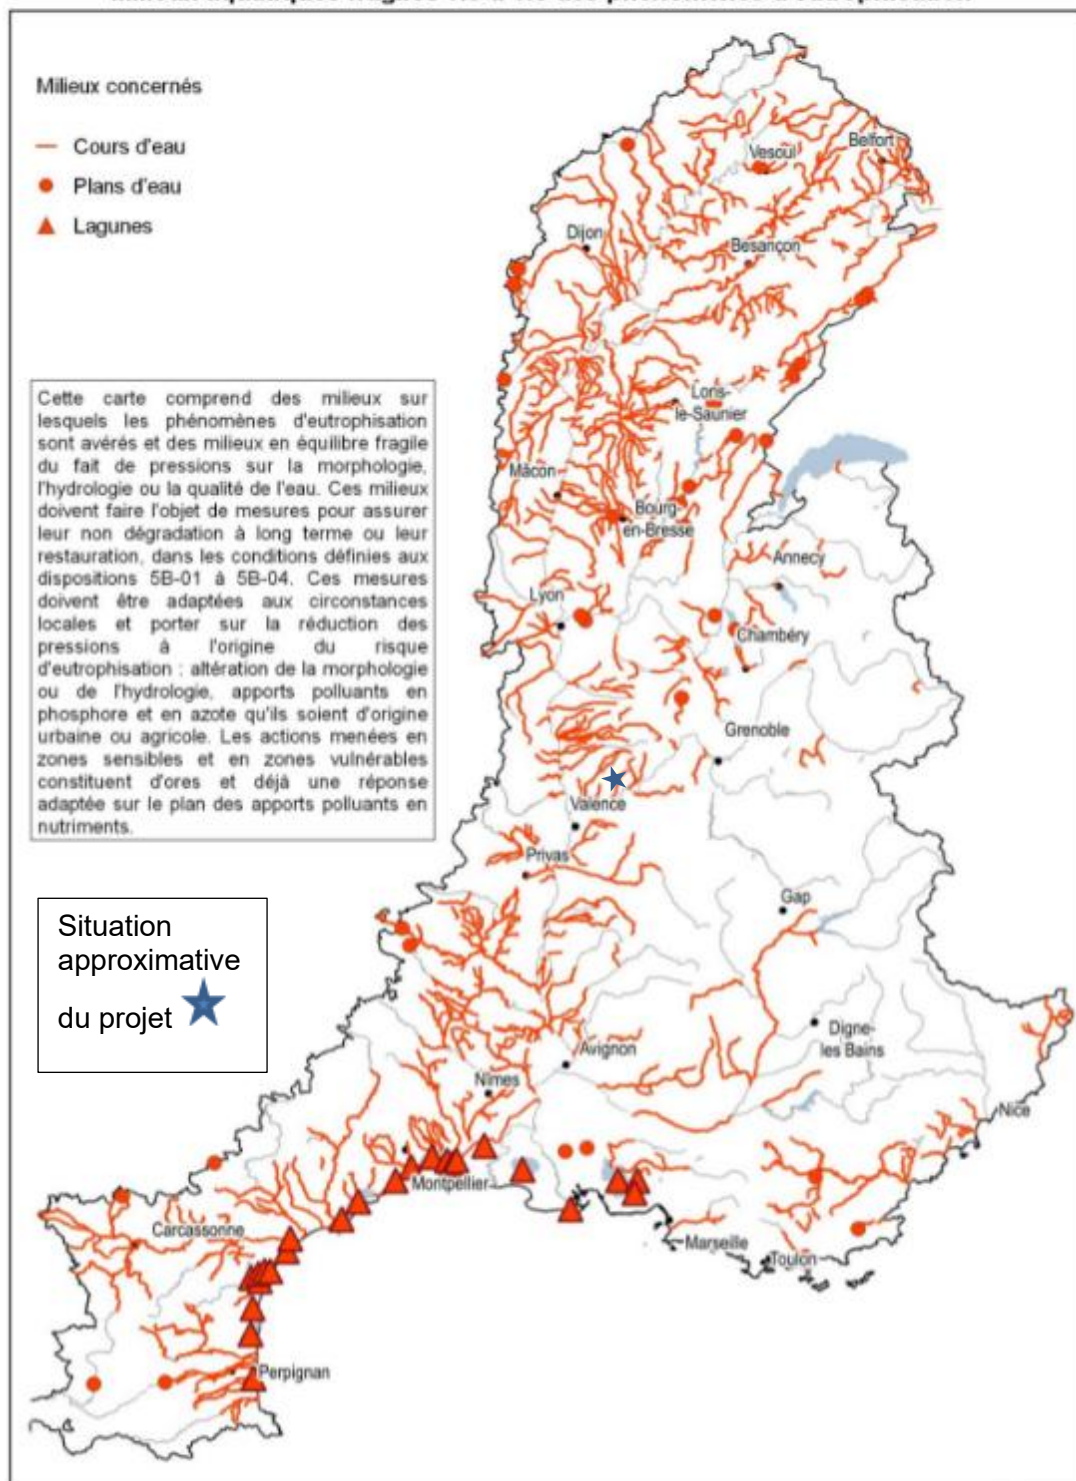 Milieux concernés
Cours d'eau
Plans d'eau
Lagunes
Cette carte comprend des milieux sur
lesquels les phénomènes d'eutrophisation
sont avérés et des milieux en équilibre fragile
du fait de pressions sur la morphologie,
l'hydrologie ou la qualité de l'eau. Ces milieux
doivent faire l'objet de mesures pour assurer
leur non dégradation à long terme ou leur
restauration, dans les conditions définies aux
dispositions 5B-01 à 5B-04. Ces mesures
doivent être adaptées aux circonstances
locales et porter sur la réduction des
pressions à l'origine du risque
d'eutrophisation : altération de la morphologie
ou de l'hydrologie, apports polluants en
phosphore et en azote qu'ils soient d'origine
urbaine ou agricole. Les actions menées en
zones sensibles et en zones vulnérables
constituent d'ores et déjà une réponse
adaptée sur le plan des apports polluants en
nutriments.
Situation
approximative
du projet
Vesoul
Belfort
Dijon
Besançon
Lons-
le-Saunier
Mâcon
Bourg-
en-Bresse
Annecy
Lyon
Chambéry
Grenoble
Valence
Privas
Gap
Digne-
les Bains
Avignon
Nîmes
Nice
Montpellier
Carcassonne
Marseille
Toulon
Perpignan